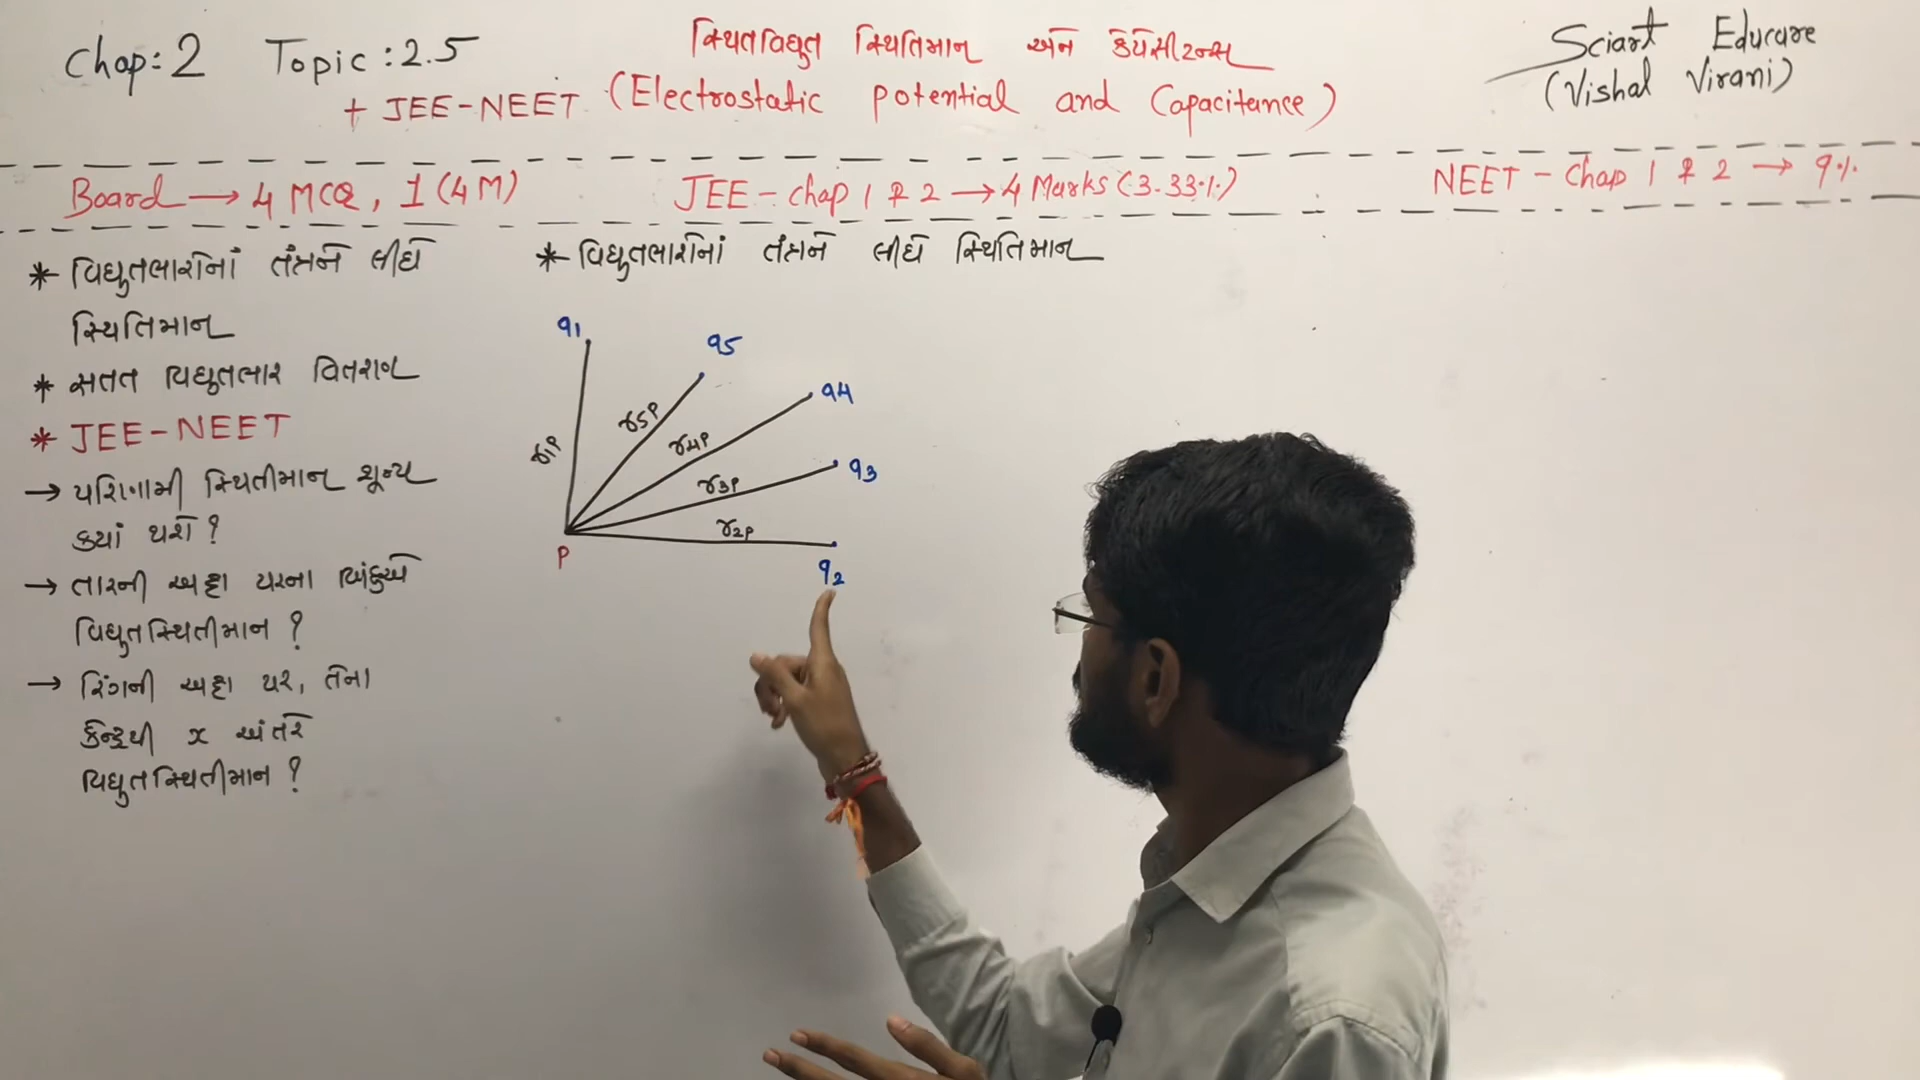 Chap:2 Topic:2.5
+ JEE-NEET
સ્થિતવિદ્યુત સ્થિતિમાન અને કેપેસીટન્સ
(Electrostatic potential and Capacitance)
Sciart Educare
(Vishal Virani)
Board → 4 MCQ, 1(4M)
JEE - Chap 1 & 2 → 4 Marks (3.33%)
NEET - Chap 1 & 2 → 9%
* વિદ્યુતભારોનાં તંત્રને લીધે
સ્થિતિમાન
* સતત વિદ્યુતભાર વિતરણ
* JEE-NEET
→ પરિણામી સ્થિતીમાન શૂન્ય
કયાં થશે?
→ તારની અક્ષ પરના બિંદુએ
વિદ્યુતસ્થિતીમાન ?
→ રિંગની અક્ષ પર, તેના
કેન્દ્રથી x અંતરે
વિદ્યુતસ્થિતીમાન ?
* વિદ્યુતભારોનાં તંત્રને લીધે સ્થિતિમાન
q1
q5
q4
q3
q2
r1P
r5P
r4P
r3P
r2P
P